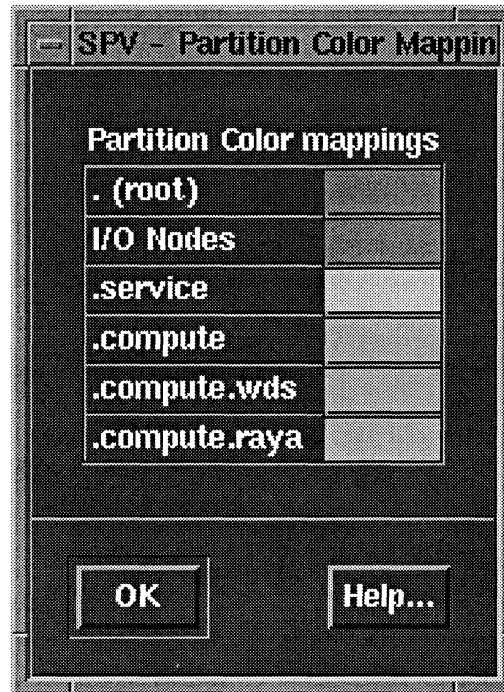 SPV - Partition Color Mappin
Partition Color mappings
. (root)
I/O Nodes
.service
.compute
.compute.wds
.compute.raya
OK
Help...